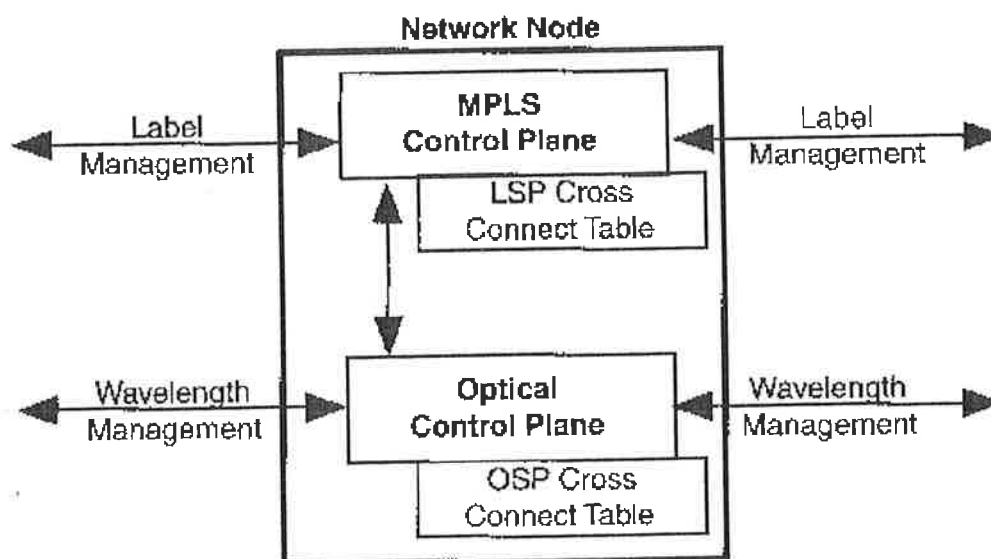 Network Node
MPLS
Control Plane
Label
Management
Label
Management
LSP Cross
Connect Table
Optical
Control Plane
Wavelength
Management
Wavelength
Management
OSP Cross
Connect Table